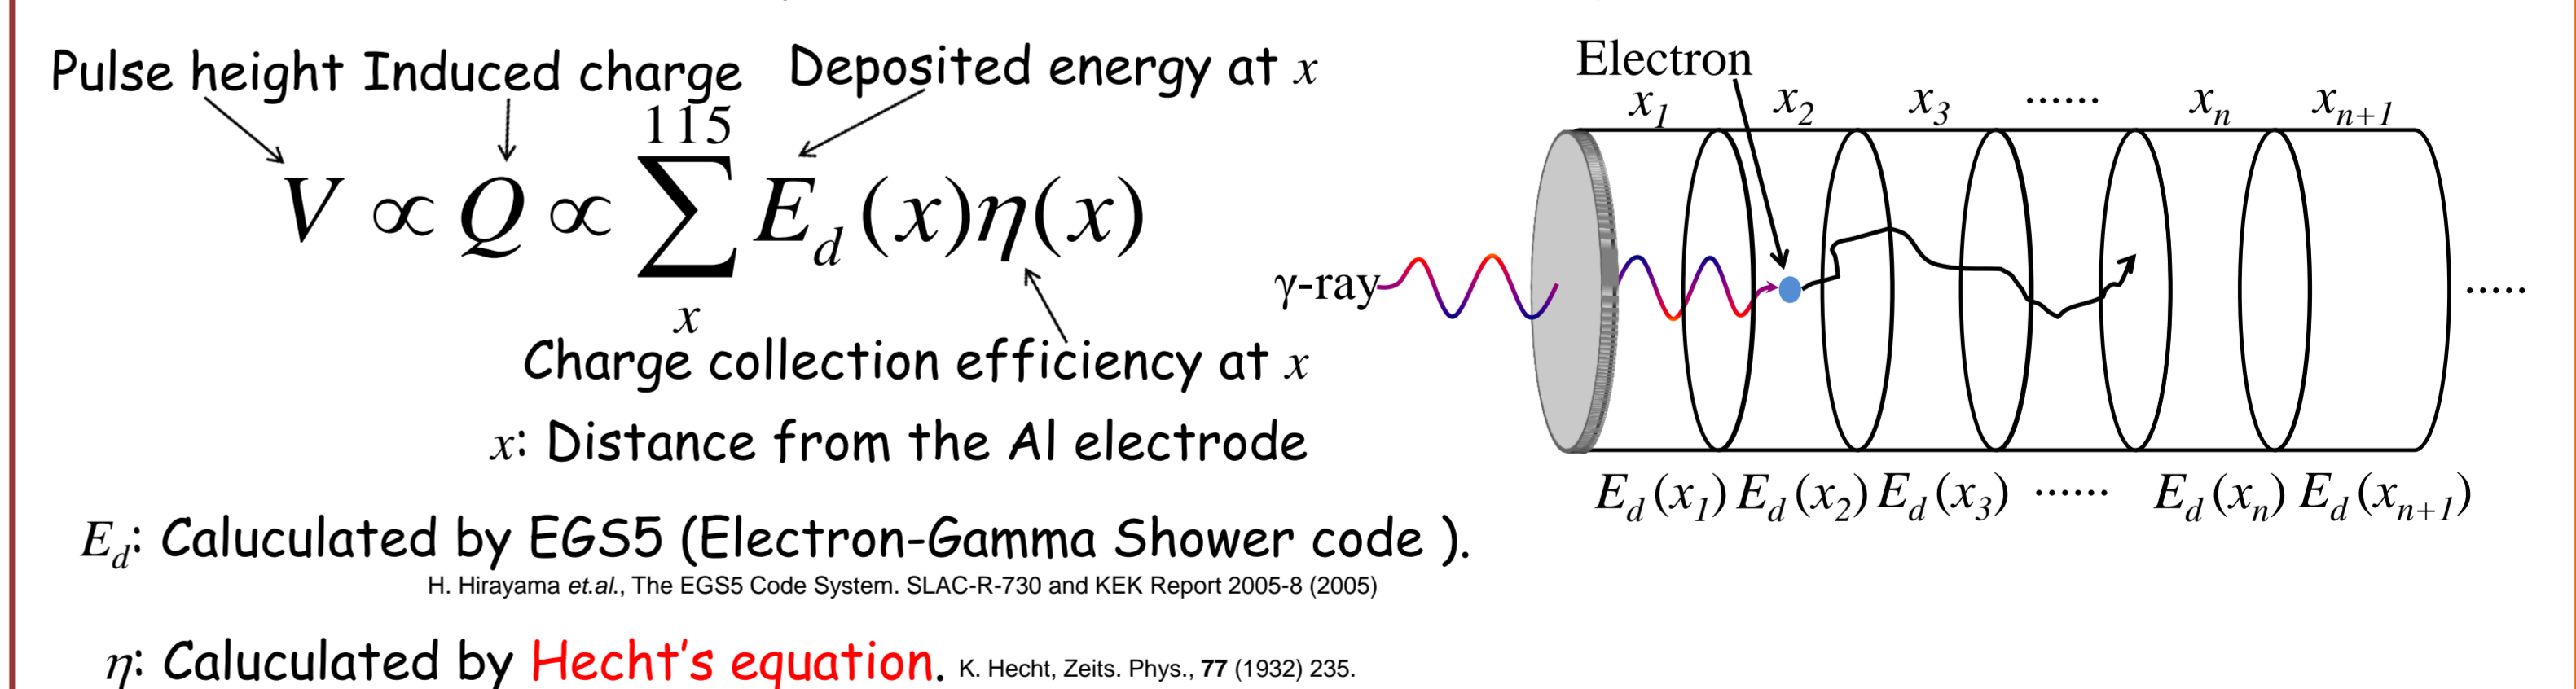 Pulse height Induced charge Deposited energy at x
115
V ∝ Q ∝ ∑ E_d(x)η(x)
x
Charge collection efficiency at x
x: Distance from the Al electrode
E_d: Caluculated by EGS5 (Electron-Gamma Shower code ).
H. Hirayama et.al., The EGS5 Code System. SLAC-R-730 and KEK Report 2005-8 (2005)
η: Caluculated by Hecht's equation. K. Hecht, Zeits. Phys., 77 (1932) 235.
Electron
x_1 x_2 x_3 ...... x_n x_{n+1}
γ-ray .....
E_d(x_1) E_d(x_2) E_d(x_3) ...... E_d(x_n) E_d(x_{n+1})